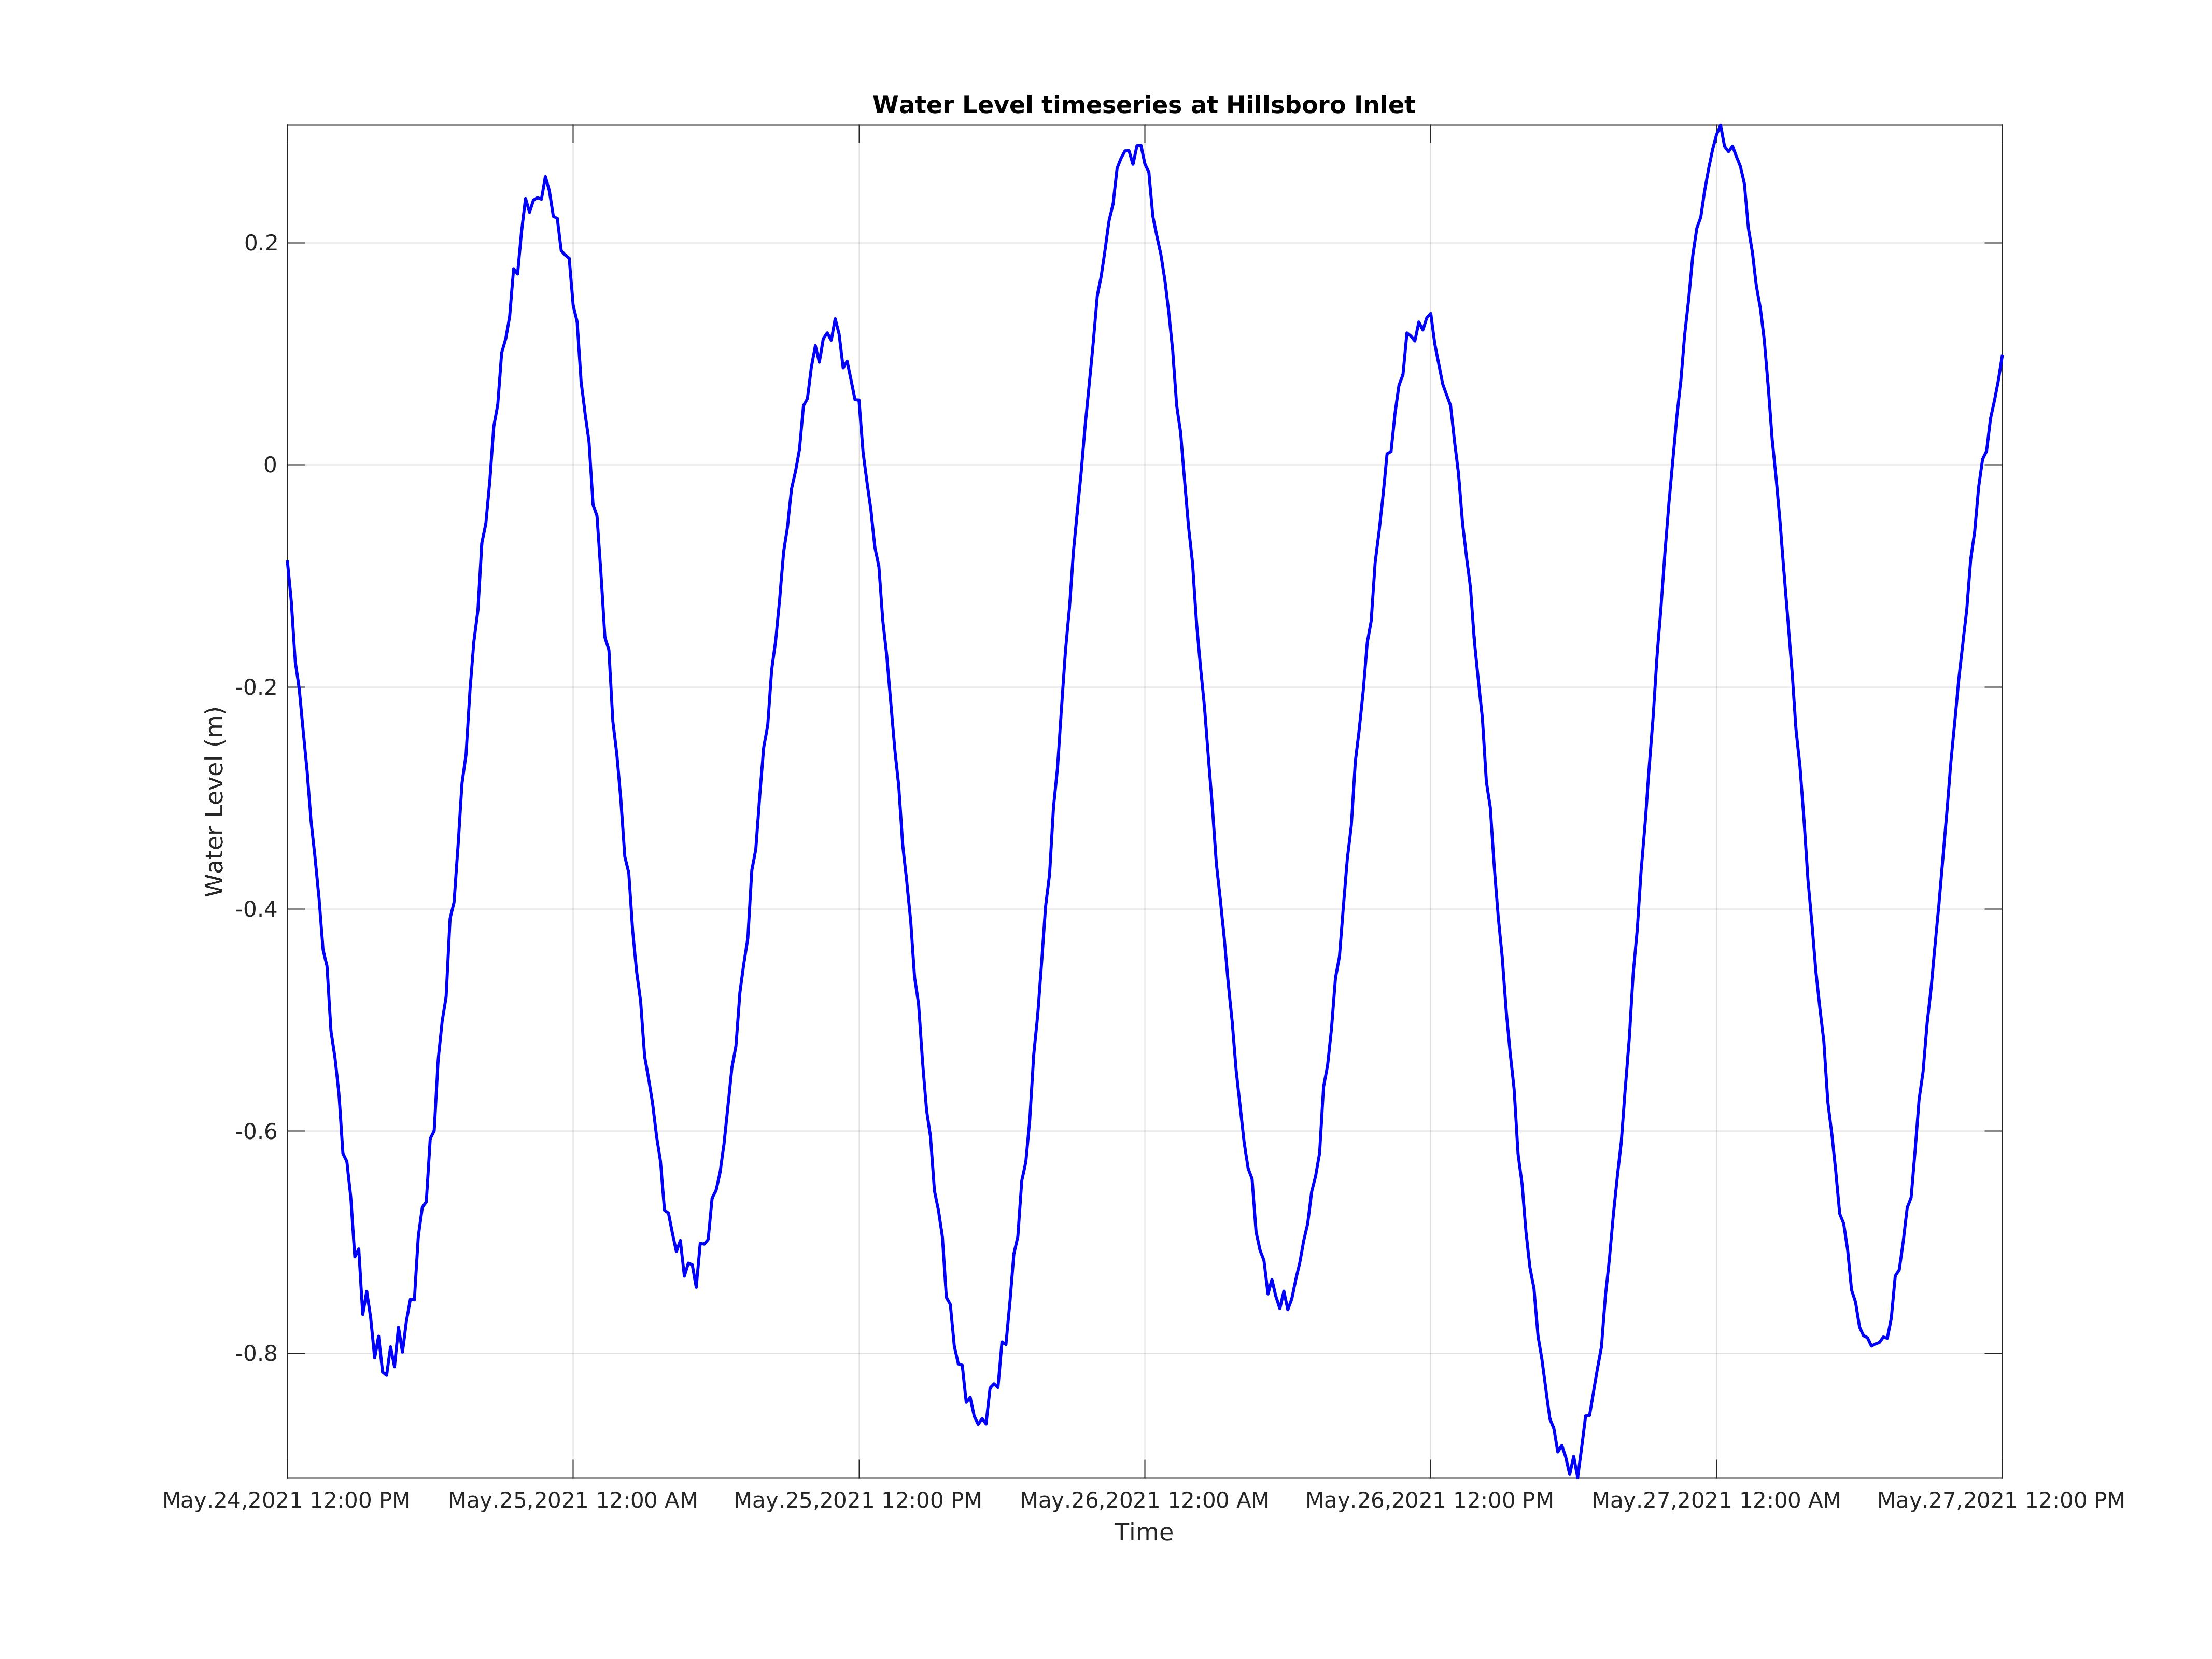 Water Level timeseries at Hillsboro Inlet
0.2
0
-0.2
-0.4
-0.6
-0.8
Water Level (m)
May.24,2021 12:00 PM
May.25,2021 12:00 AM
May.25,2021 12:00 PM
May.26,2021 12:00 AM
May.26,2021 12:00 PM
May.27,2021 12:00 AM
May.27,2021 12:00 PM
Time